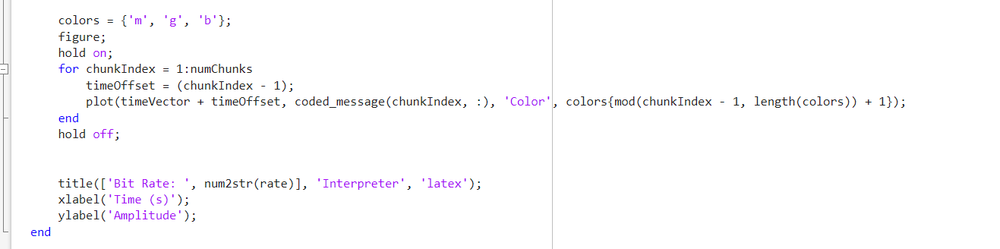 colors = {'m', 'g', 'b'};
figure;
hold on;
for chunkIndex = 1:numChunks
timeOffset = (chunkIndex - 1);
plot(timeVector + timeOffset, coded_message(chunkIndex, :), 'Color', colors{mod(chunkIndex - 1, length(colors)) + 1});
end
hold off;
title(['Bit Rate: ', num2str(rate)], 'Interpreter', 'latex');
xlabel('Time (s)');
ylabel('Amplitude');
end